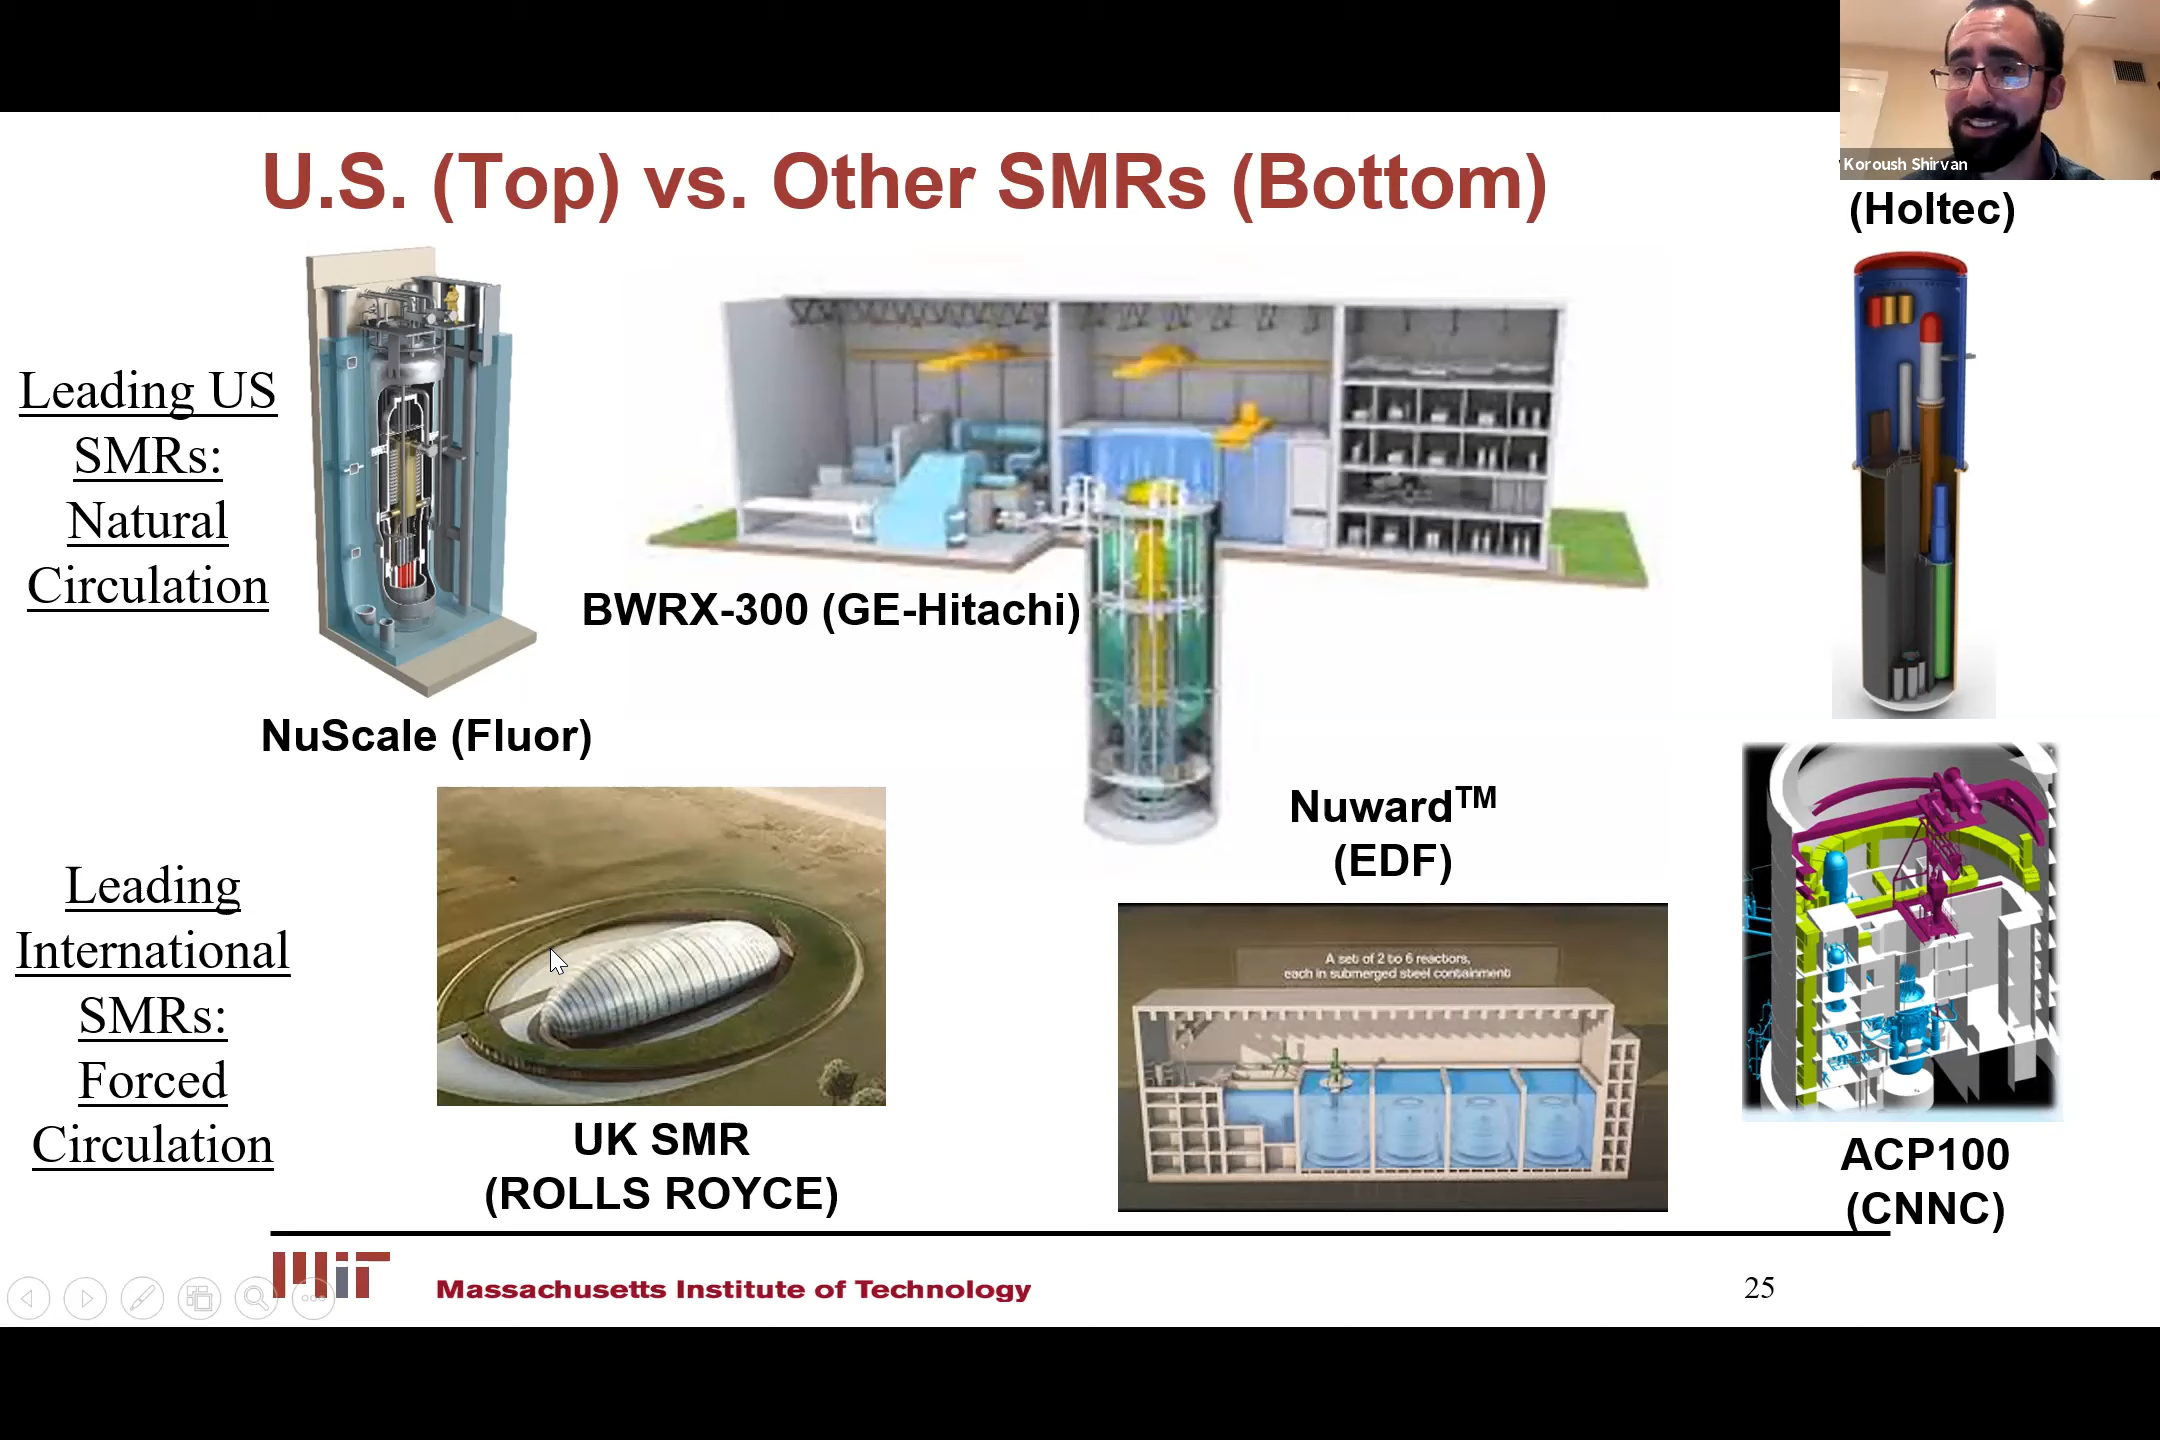 Koroush Shirvan
U.S. (Top) vs. Other SMRs (Bottom)
(Holtec)
Leading US
SMRs:
Natural
Circulation
BWRX-300 (GE-Hitachi)
NuScale (Fluor)
Leading
International
SMRs:
Forced
Circulation
UK SMR
(ROLLS ROYCE)
Nuward™
(EDF)
A set of 2 to 6 reactors,
each in submerged steel containment
ACP100
(CNNC)
MIT
Massachusetts Institute of Technology
25